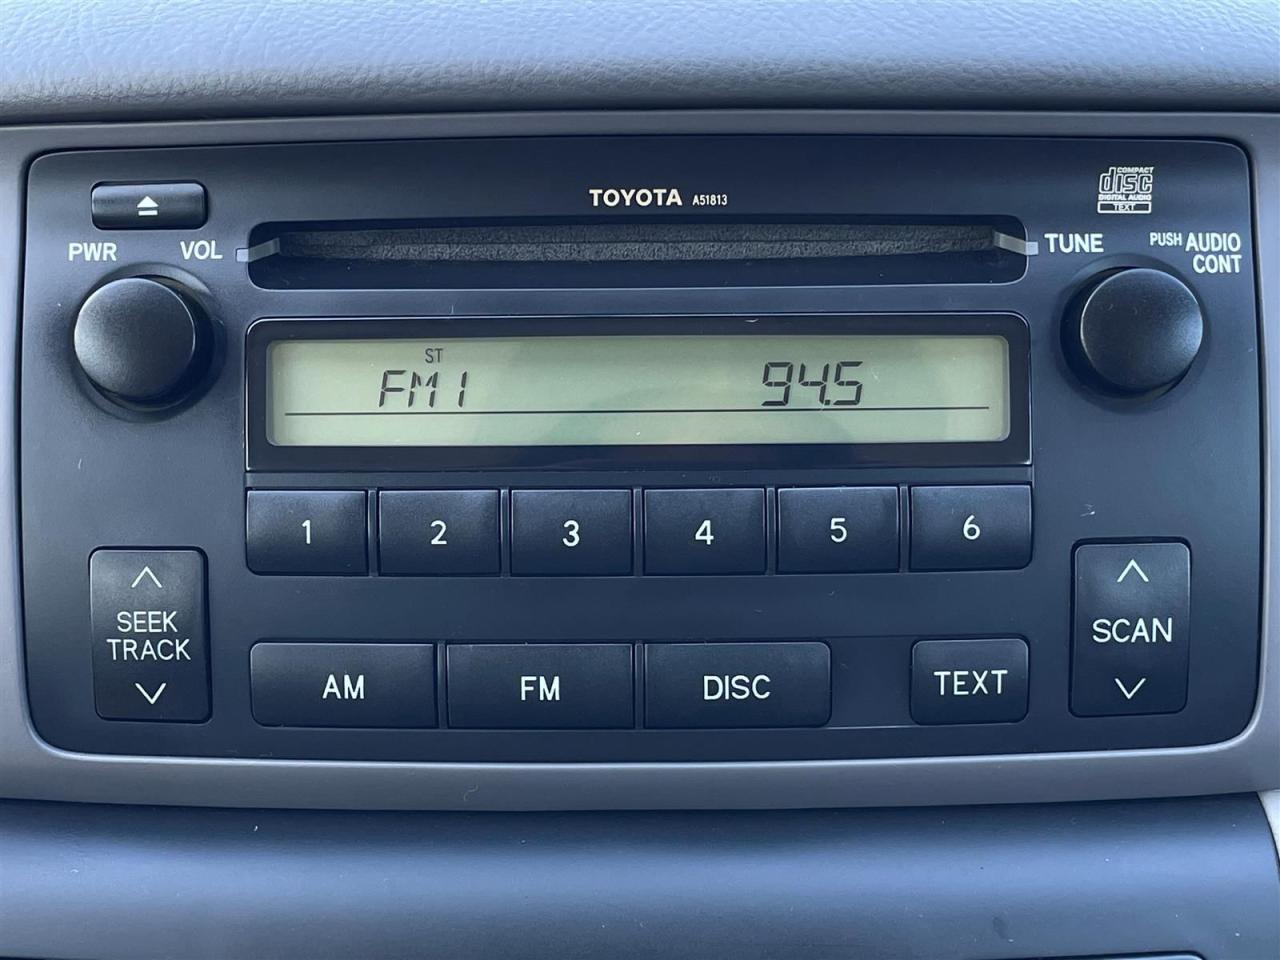 TOYOTA A51813
COMPACT
disc
DIGITAL AUDIO
TEXT
PWR VOL
TUNE PUSH AUDIO
CONT
ST
FM1 94.5
1 2 3 4 5 6
SEEK
TRACK
SCAN
AM FM DISC TEXT